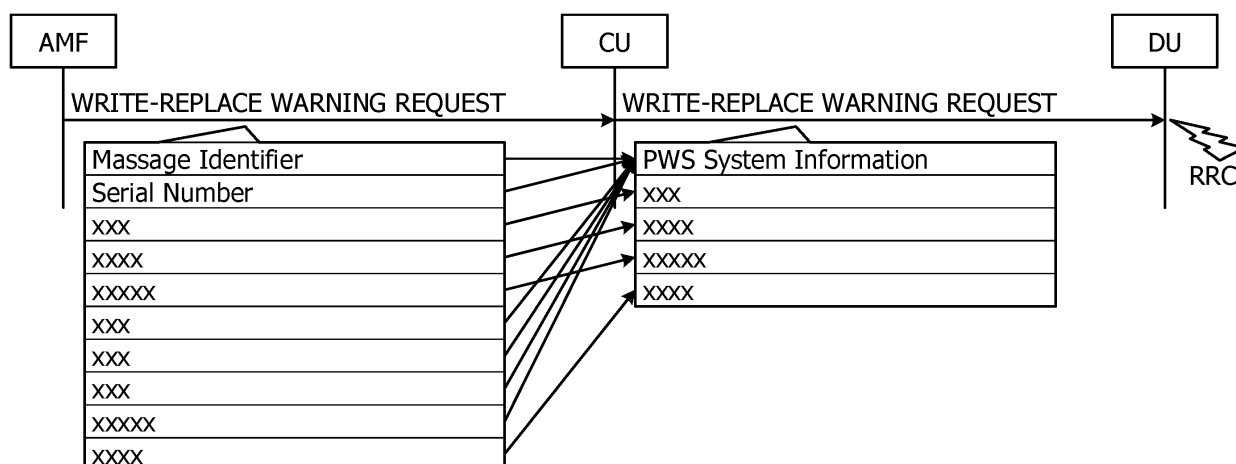 AMF
CU
DU
WRITE-REPLACE WARNING REQUEST
WRITE-REPLACE WARNING REQUEST
Massage Identifier
Serial Number
xxx
xxxx
xxxxx
xxx
xxx
xxx
xxxxx
xxxx
PWS System Information
xxx
xxxx
xxxxx
xxxx
RRC